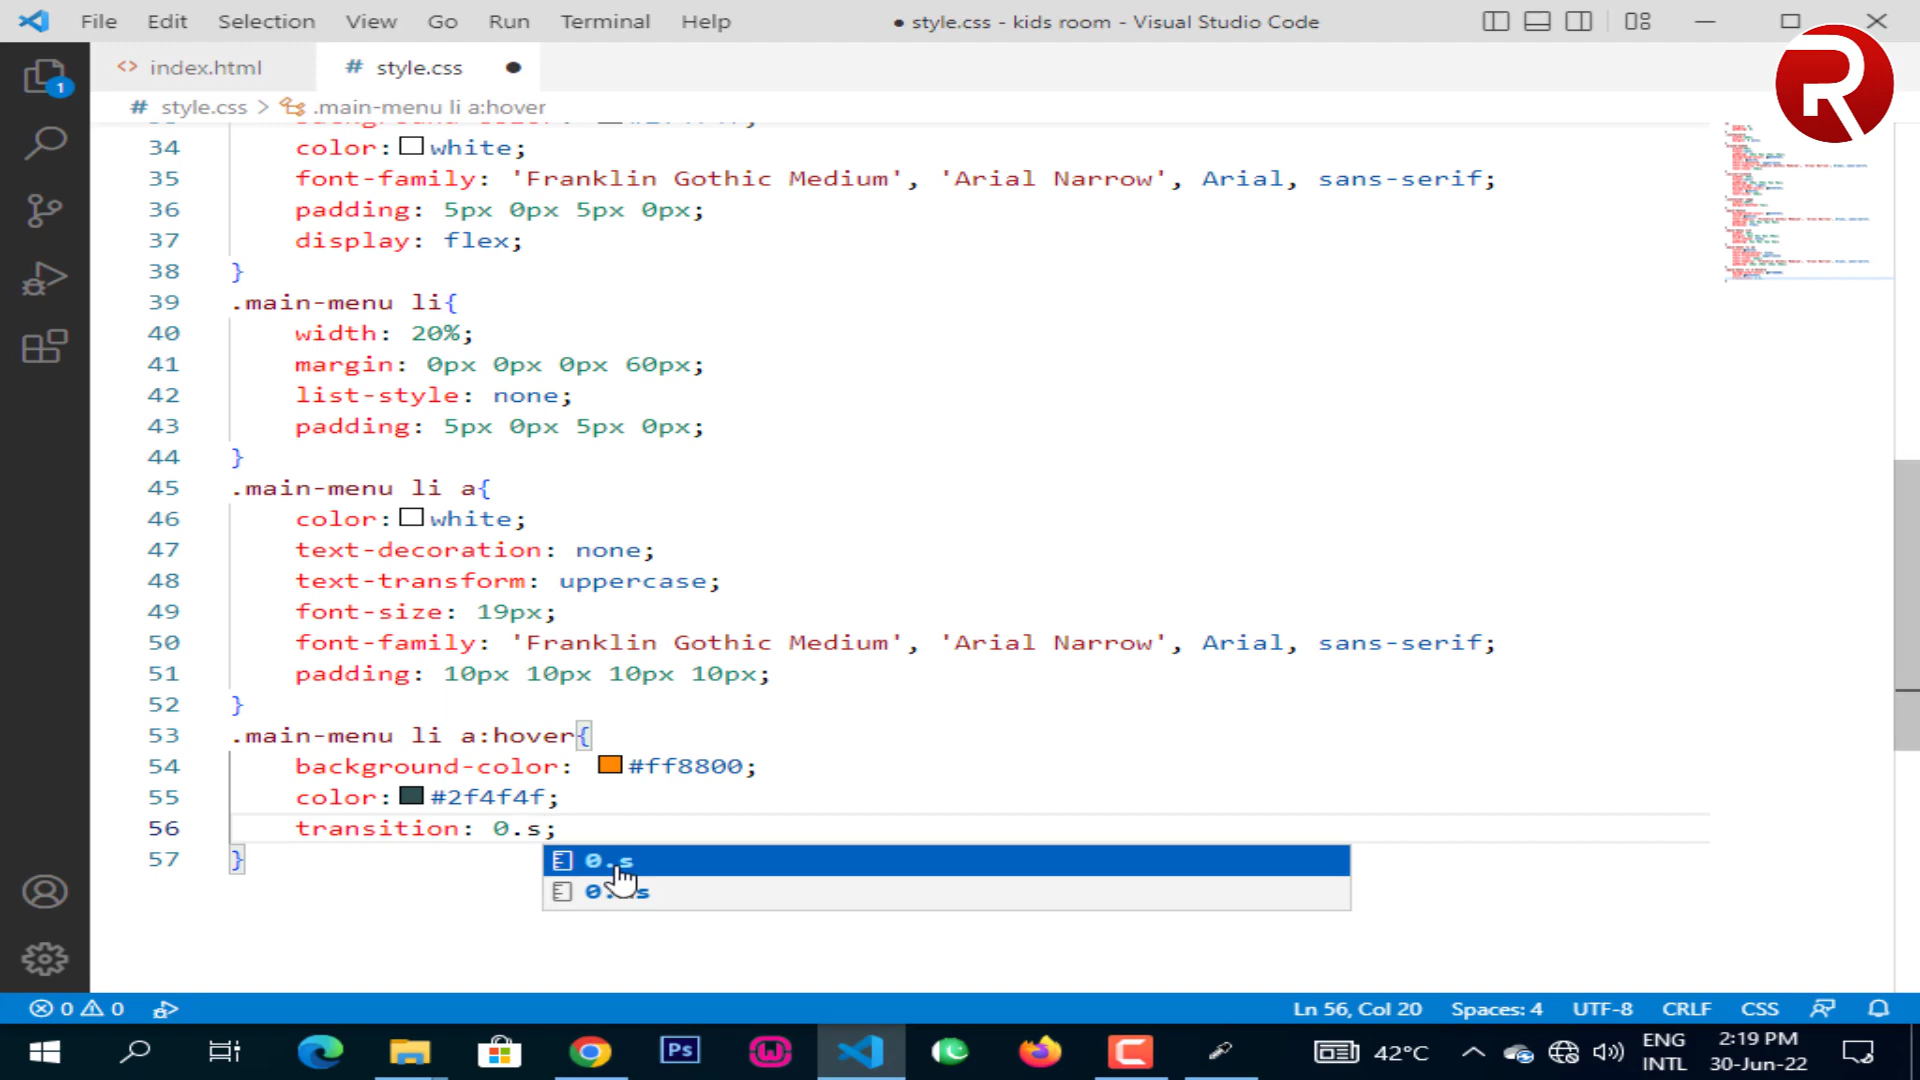 File Edit Selection View Go Run Terminal Help
● style.css - kids room - Visual Studio Code
R
1
<> index.html
# style.css ●
# style.css > .main-menu li a:hover
34 color: white;
35 font-family: 'Franklin Gothic Medium', 'Arial Narrow', Arial, sans-serif;
36 padding: 5px 0px 5px 0px;
37 display: flex;
38 }
39 .main-menu li{
40 width: 20%;
41 margin: 0px 0px 0px 60px;
42 list-style: none;
43 padding: 5px 0px 5px 0px;
44 }
45 .main-menu li a{
46 color: white;
47 text-decoration: none;
48 text-transform: uppercase;
49 font-size: 19px;
50 font-family: 'Franklin Gothic Medium', 'Arial Narrow', Arial, sans-serif;
51 padding: 10px 10px 10px 10px;
52 }
53 .main-menu li a:hover{
54 background-color: #ff8800;
55 color: #2f4f4f;
56 transition: 0.s;
57 }
0.s
0 0 Ln 56, Col 20 Spaces: 4 UTF-8 CRLF CSS
Ps
42°C
ENG
INTL
2:19 PM
30-Jun-22